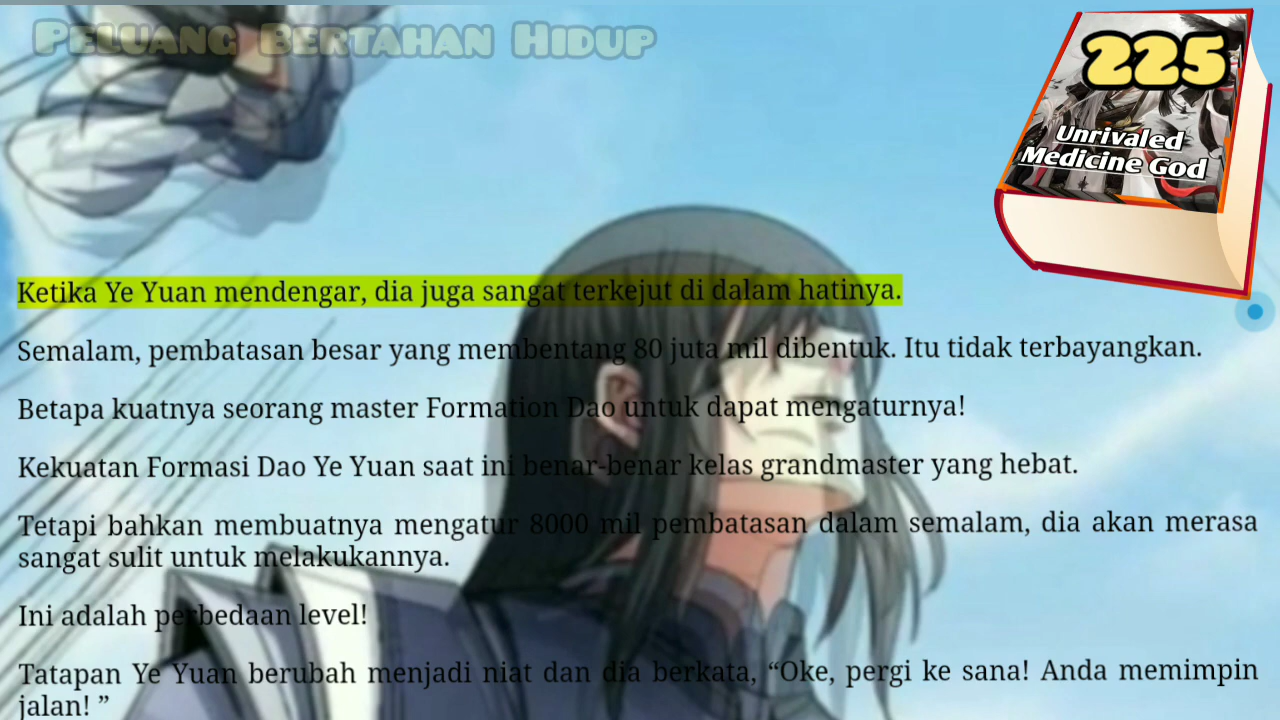 Peluang Bertahan Hidup
225
Unrivaled
Medicine God
Ketika Ye Yuan mendengar, dia juga sangat terkejut di dalam hatinya.
Semalam, pembatasan besar yang membentang 80 juta mil dibentuk. Itu tidak terbayangkan.
Betapa kuatnya seorang master Formation Dao untuk dapat mengaturnya!
Kekuatan Formasi Dao Ye Yuan saat ini benar-benar kelas grandmaster yang hebat.
Tetapi bahkan membuatnya mengatur 8000 mil pembatasan dalam semalam, dia akan merasa
sangat sulit untuk melakukannya.
Ini adalah perbedaan level!
Tatapan Ye Yuan berubah menjadi niat dan dia berkata, “Oke, pergi ke sana! Anda memimpin
jalan! ”